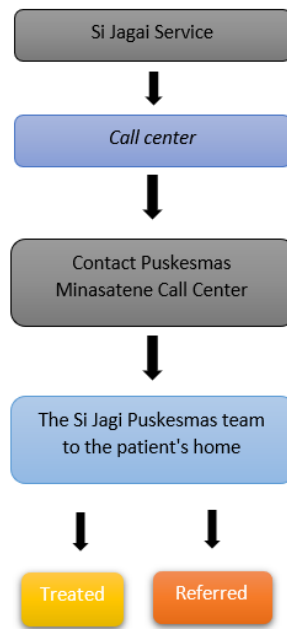 Si Jagai Service
Call center
Contact Puskesmas
Minasatene Call Center
The Si Jagi Puskesmas team
to the patient's home
Treated
Referred